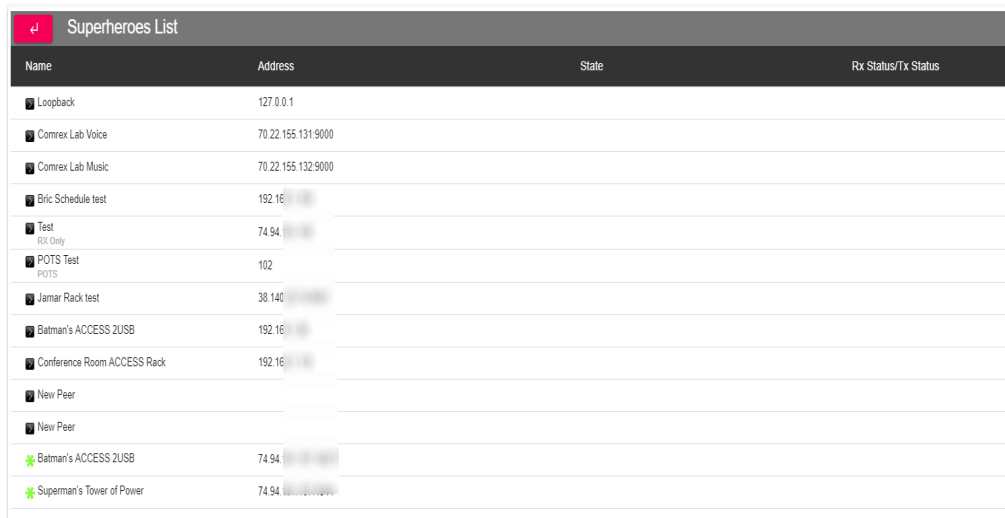 Superheroes List
Name Address State Rx Status/Tx Status
Loopback 127.0.0.1
Comrex Lab Voice 70.22.155.131:9000
Comrex Lab Music 70.22.155.132:9000
Bric Schedule test 192.16
Test 74.94.
RX Only
POTS Test 102
POTS
Jamar Rack test 38.140
Batman's ACCESS 2USB 192.16
Conference Room ACCESS Rack 192.16
New Peer
New Peer
Batman's ACCESS 2USB 74.94.
Superman's Tower of Power 74.94.